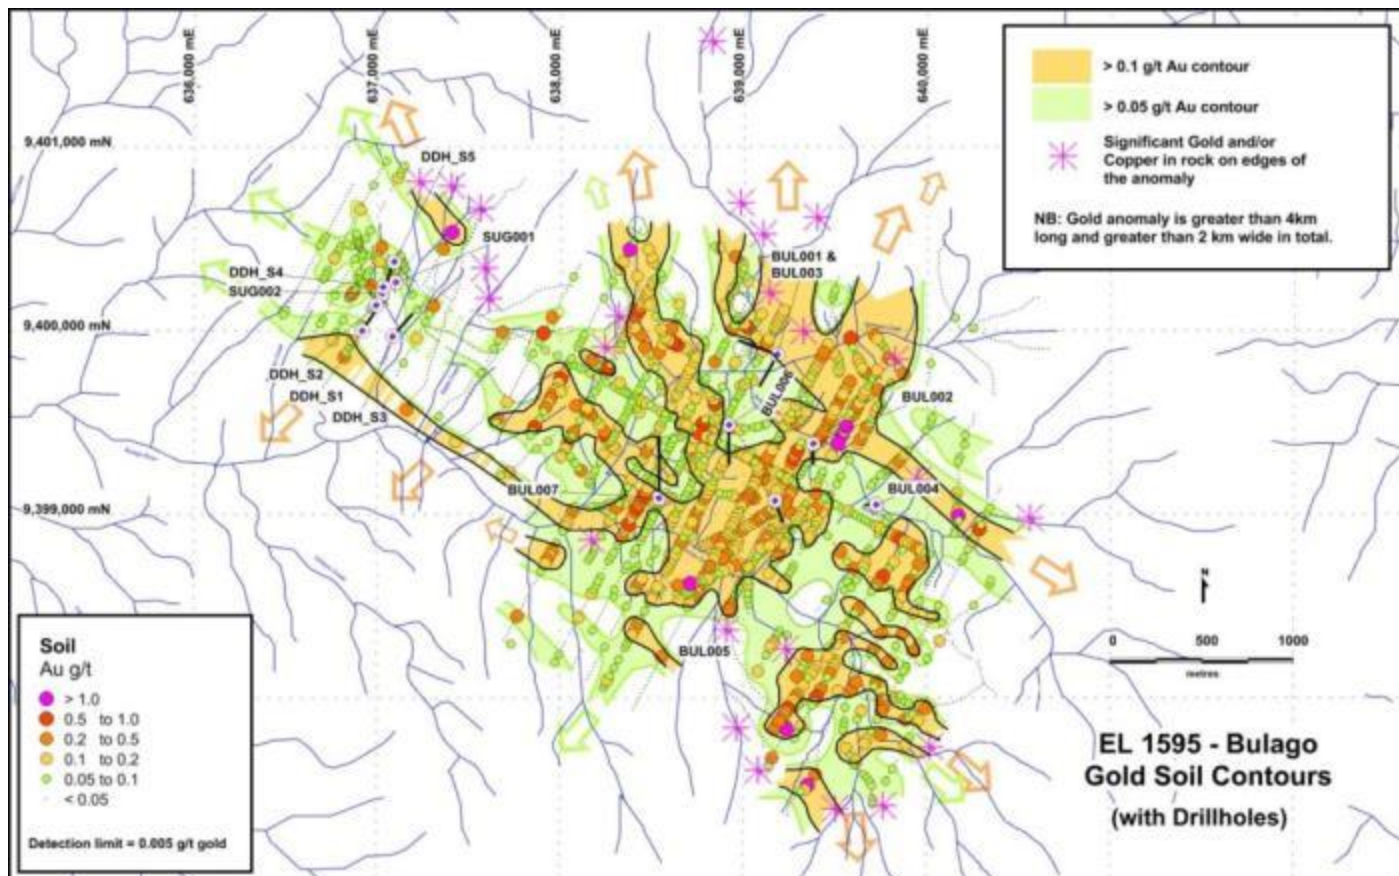 636,000 mE
637,000 mE
638,000 mE
639,000 mE
640,000 mE
> 0.1 g/t Au contour
> 0.05 g/t Au contour
Significant Gold and/or
Copper in rock on edges of
the anomaly
NB: Gold anomaly is greater than 4km
long and greater than 2 km wide in total.
9,401,000 mN
DDH_S5
SUG001
DDH_S4
SUG002
BUL001 &
BUL003
9,400,000 mN
DDH_S2
DDH_S1
DDH_S3
BUL006
BUL002
BUL007
BUL004
9,399,000 mN
BUL005
N
0 500 1000
metres
Soil
Au g/t
> 1.0
0.5 to 1.0
0.2 to 0.5
0.1 to 0.2
0.05 to 0.1
< 0.05
Detection limit = 0.005 g/t gold
EL 1595 - Bulago
Gold Soil Contours
(with Drillholes)